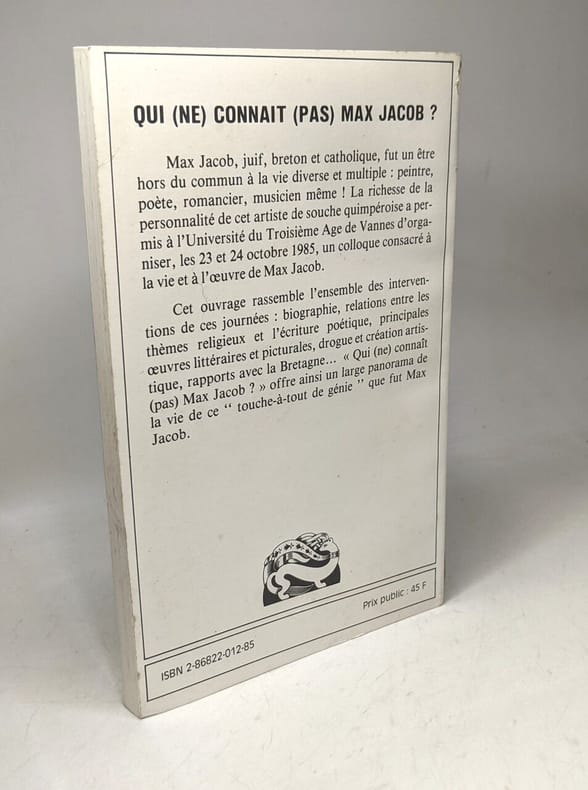 QUI (NE) CONNAIT (PAS) MAX JACOB ?
Max Jacob, juif, breton et catholique, fut un être
hors du commun à la vie diverse et multiple : peintre,
poète, romancier, musicien même ! La richesse de la
personnalité de cet artiste de souche quimpéroise a per-
mis à l'Université du Troisième Age de Vannes d'orga-
niser, les 23 et 24 octobre 1985, un colloque consacré à
la vie et à l'œuvre de Max Jacob.
Cet ouvrage rassemble l'ensemble des interven-
tions de ces journées : biographie, relations entre les
thèmes religieux et l'écriture poétique, principales
œuvres littéraires et picturales, drogue et création artis-
tique, rapports avec la Bretagne... « Qui (ne) connaît
(pas) Max Jacob ? » offre ainsi un large panorama de
la vie de ce “ touche-à-tout de génie ” que fut Max
Jacob.
ISBN 2-86822-012-85
Prix public : 45 F